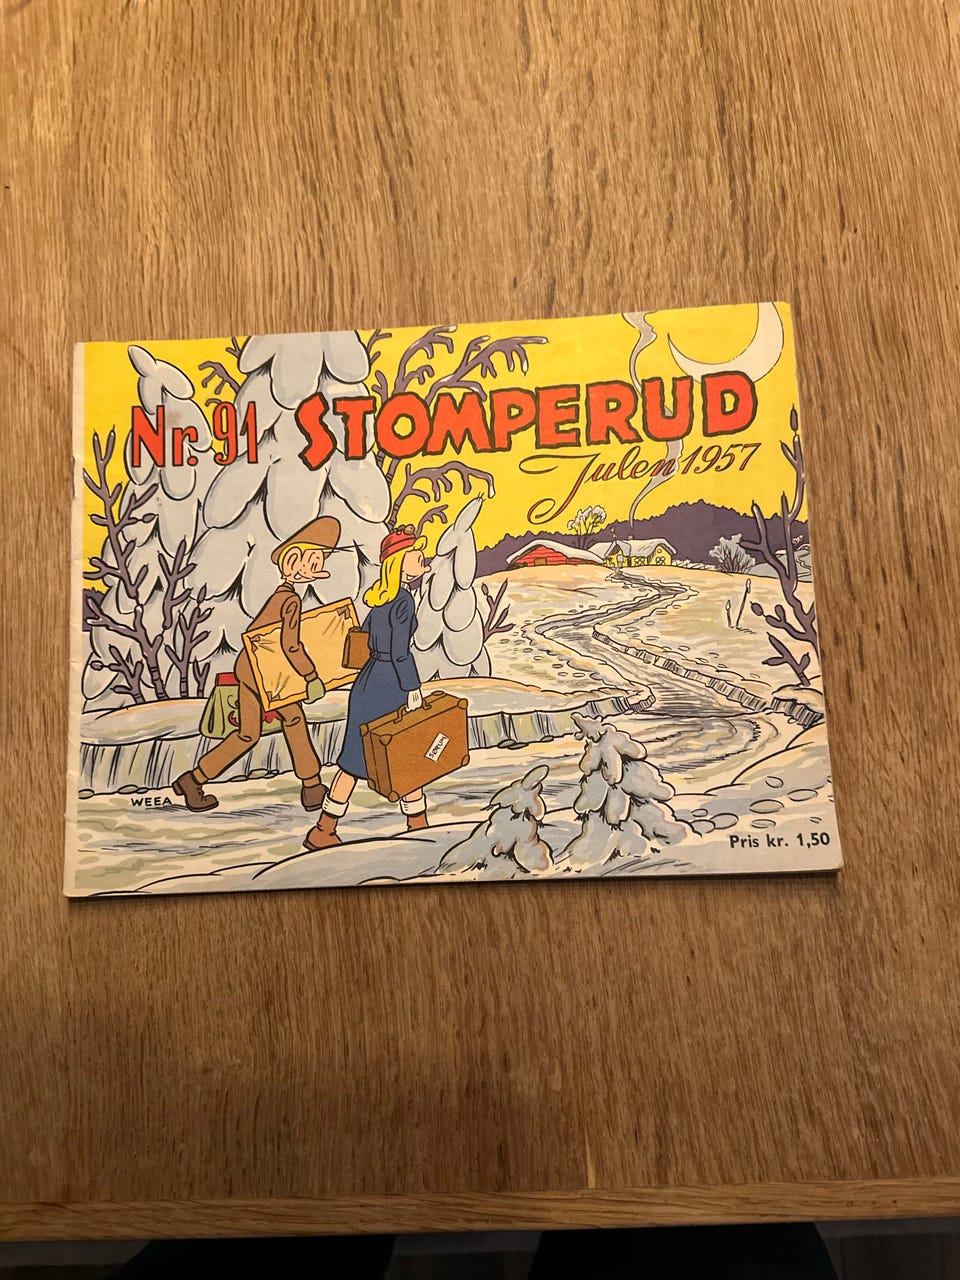 Nr. 91 STOMPERUD
Julen 1957
WEEA
Pris kr. 1,50